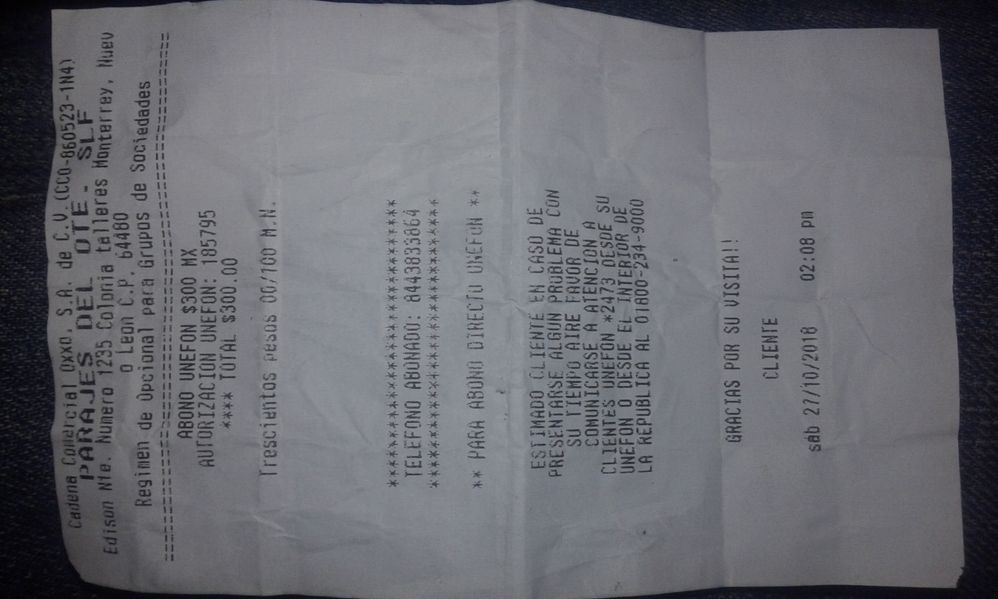 Cadena Comercial OXXO, S.A. de C.V. (CCO-860523-1N4)
PARAJES DEL OTE. SLF
Edison Nte. Numero 1235 Colonia talleres Monterrey, Nuev
o Leon C.P. 64480
Regimen de Opcional para Grupos de Sociedades
========================================
ABONO UNEFON $300 MX
AUTORIZACION UNEFON: 185795
**** TOTAL $300.00
Trescientos pesos 00/100 M.N.
********************************
TELEFONO ABONADO: 8443833864
********************************
** PARA ABONO DIRECTO UNEFON **
ESTIMADO CLIENTE EN CASO DE
PRESENTARSE ALGUN PROBLEMA CON
SU TIEMPO AIRE FAVOR DE
COMUNICARSE A ATENCION A
CLIENTES UNEFON *2473 DESDE SU
UNEFON O DESDE EL INTERIOR DE
LA REPUBLICA AL 01800-234-9000
GRACIAS POR SU VISITA!!
CLIENTE
sáb 27/10/2018 02:08 pm